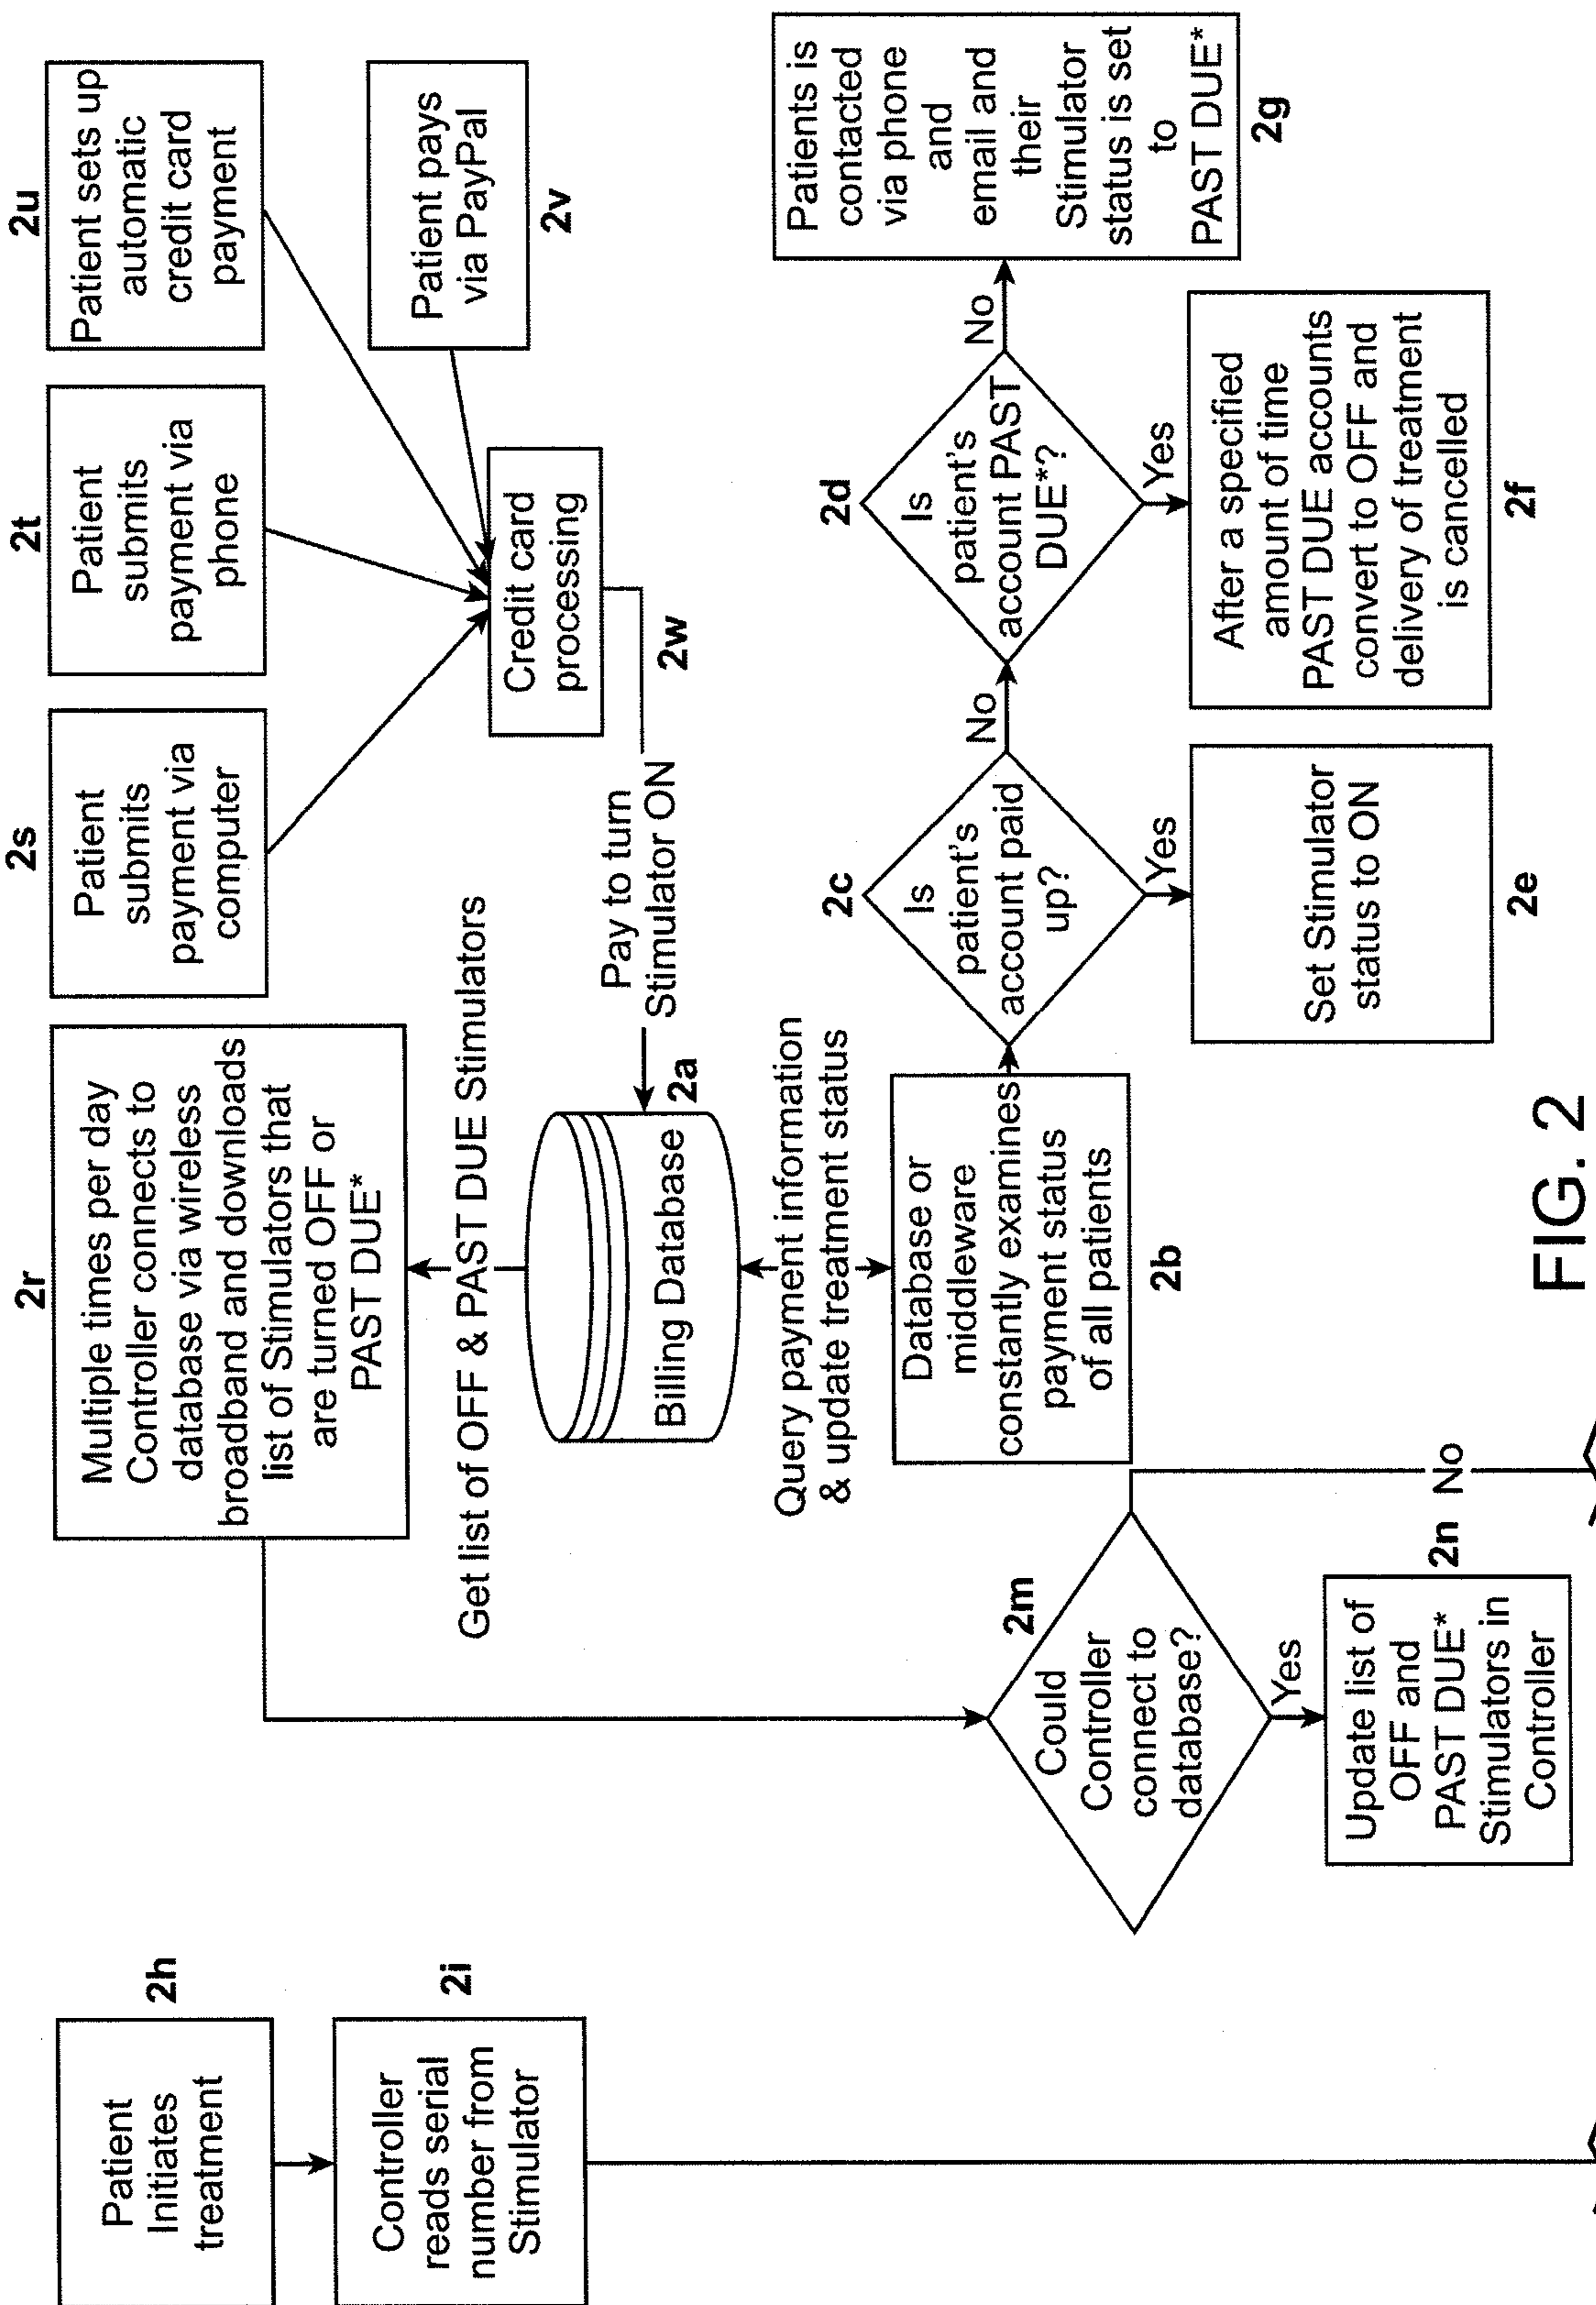 2h
Patient
Initiates
treatment
2i
Controller
reads serial
number from
Stimulator
2r
Multiple times per day
Controller connects to
database via wireless
broadband and downloads
list of Stimulators that
are turned OFF or
PAST DUE*
Get list of OFF & PAST DUE Stimulators
Billing Database
2a
2s
Patient
submits
payment via
computer
2t
Patient
submits
payment via
phone
2u
Patient sets up
automatic
credit card
payment
Patient pays
via PayPal
2v
Credit card
processing
2w
Pay to turn
Stimulator ON
Query payment information
& update treatment status
Database or
middleware
constantly examines
payment status
of all patients
2b
2c
Is
patient's
account paid
up?
No
Yes
Set Stimulator
status to ON
2e
2d
Is
patient's
account PAST
DUE*?
No
Yes
After a specified
amount of time
PAST DUE accounts
convert to OFF and
delivery of treatment
is cancelled
2f
Patients is
contacted
via phone
and
email and
their
Stimulator
status is set
to
PAST DUE*
2g
2m
Could
Controller
connect to
database?
Yes
No
2n
Update list of
OFF and
PAST DUE*
Stimulators in
Controller
FIG. 2